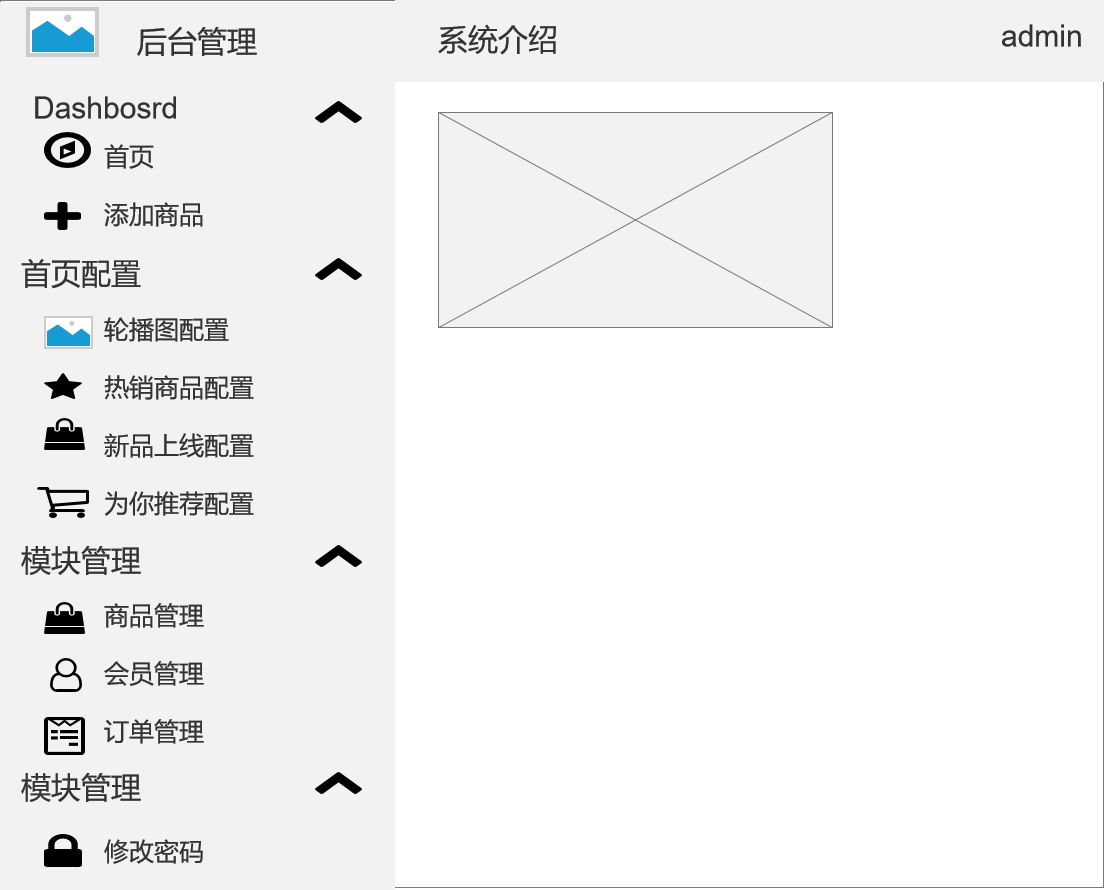 后台管理
系统介绍
admin
Dashbosrd
首页
添加商品
首页配置
轮播图配置
热销商品配置
新品上线配置
为你推荐配置
模块管理
商品管理
会员管理
订单管理
模块管理
修改密码